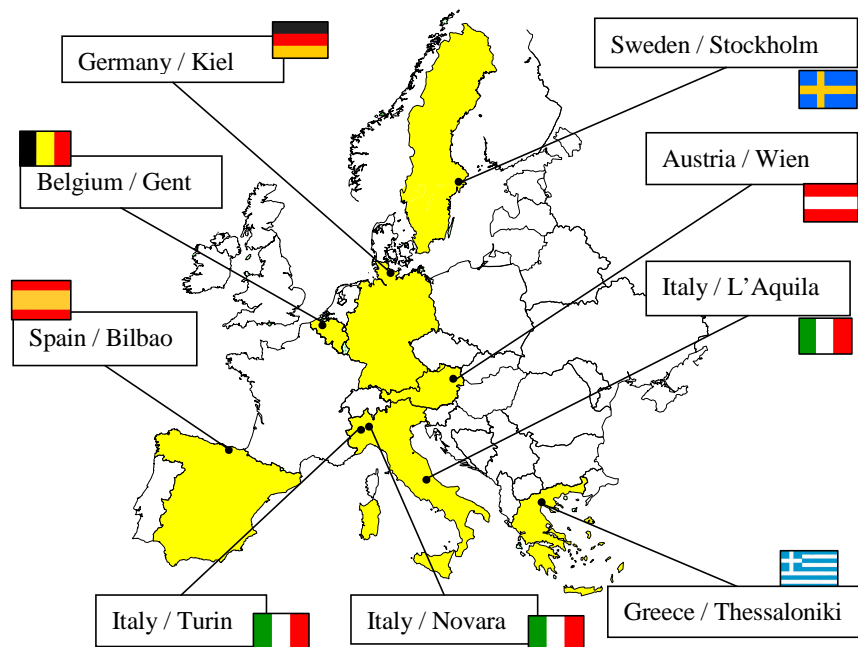 Germany / Kiel
Sweden / Stockholm
Belgium / Gent
Austria / Wien
Italy / L’Aquila
Spain / Bilbao
Italy / Turin
Italy / Novara
Greece / Thessaloniki